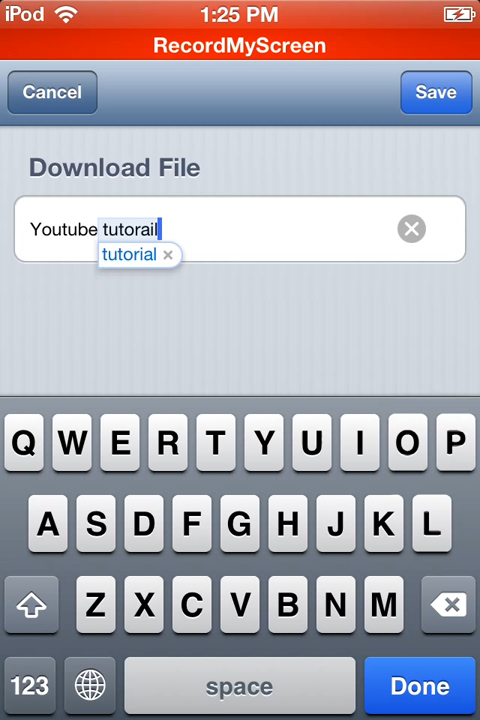 iPod 1:25 PM
RecordMyScreen
Cancel Save
Download File
Youtube tutorail
tutorial ×
Q W E R T Y U I O P
A S D F G H J K L
Z X C V B N M
123 space Done